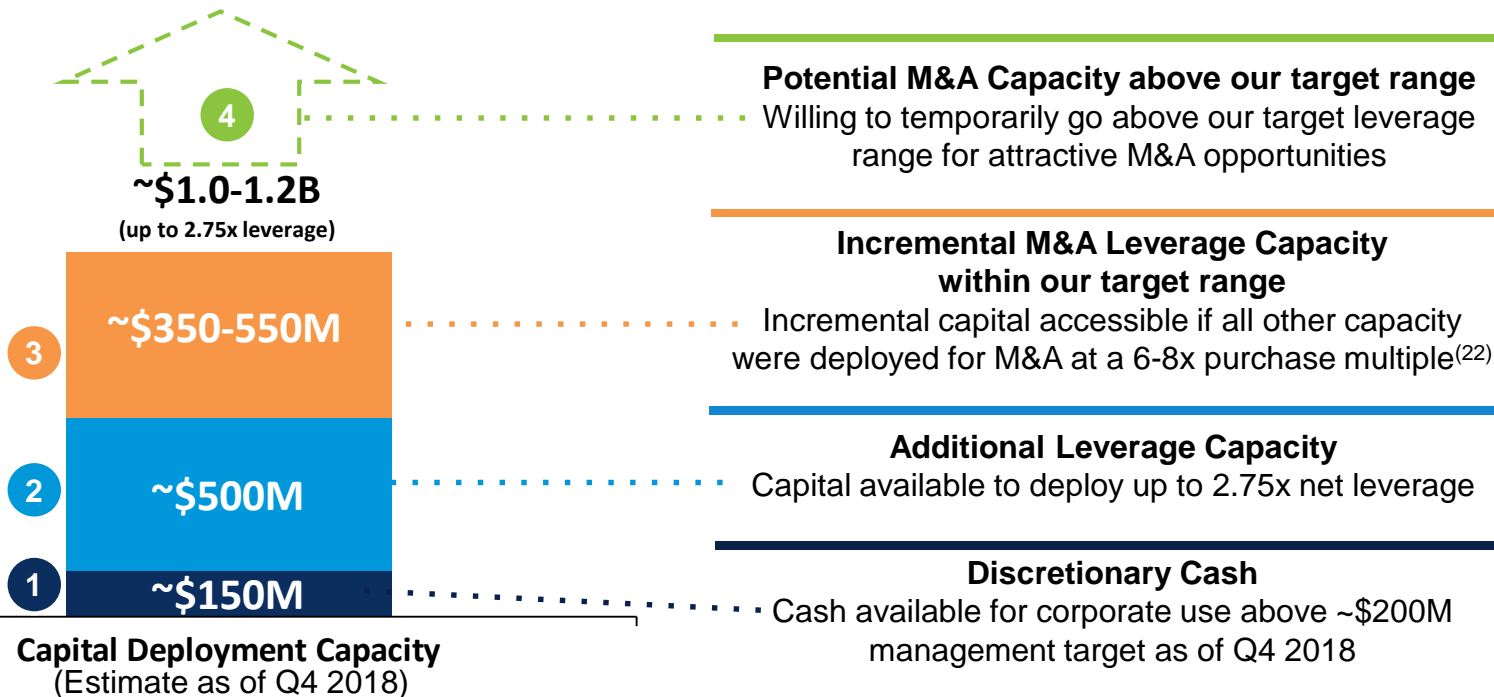 4
~$1.0-1.2B
(up to 2.75x leverage)
3
~$350-550M
2
~$500M
1
~$150M
Capital Deployment Capacity
(Estimate as of Q4 2018)
Potential M&A Capacity above our target range
Willing to temporarily go above our target leverage
range for attractive M&A opportunities
Incremental M&A Leverage Capacity
within our target range
Incremental capital accessible if all other capacity
were deployed for M&A at a 6-8x purchase multiple(22)
Additional Leverage Capacity
Capital available to deploy up to 2.75x net leverage
Discretionary Cash
Cash available for corporate use above ~$200M
management target as of Q4 2018